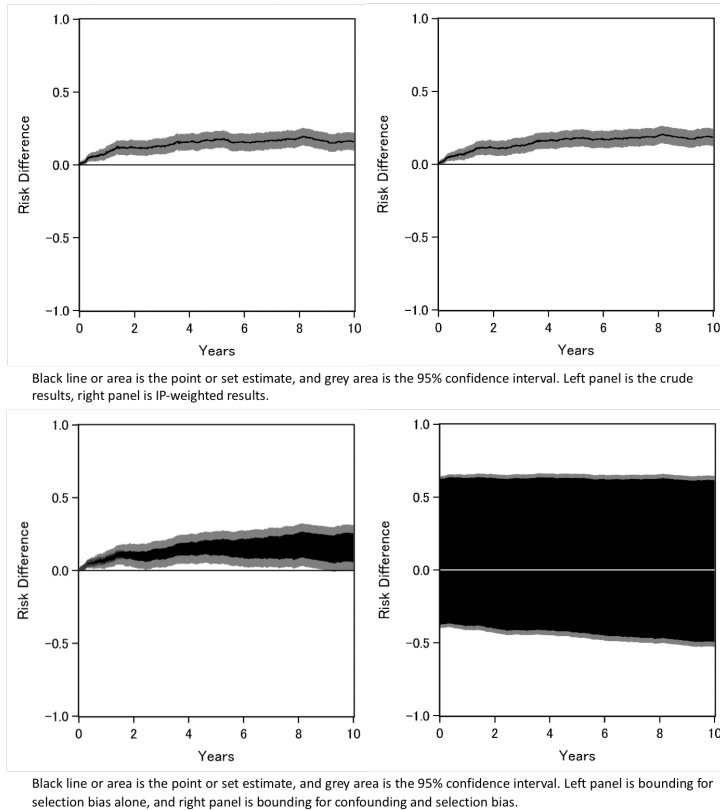 1.0
0.5
0.0
−0.5
−1.0
Risk Difference
0 2 4 6 8 10
Years
1.0
0.5
0.0
−0.5
−1.0
Risk Difference
0 2 4 6 8 10
Years
Black line or area is the point or set estimate, and grey area is the 95% confidence interval. Left panel is the crude
results, right panel is IP-weighted results.
1.0
0.5
0.0
−0.5
−1.0
Risk Difference
0 2 4 6 8 10
Years
1.0
0.5
0.0
−0.5
−1.0
Risk Difference
0 2 4 6 8 10
Years
Black line or area is the point or set estimate, and grey area is the 95% confidence interval. Left panel is bounding for
selection bias alone, and right panel is bounding for confounding and selection bias.